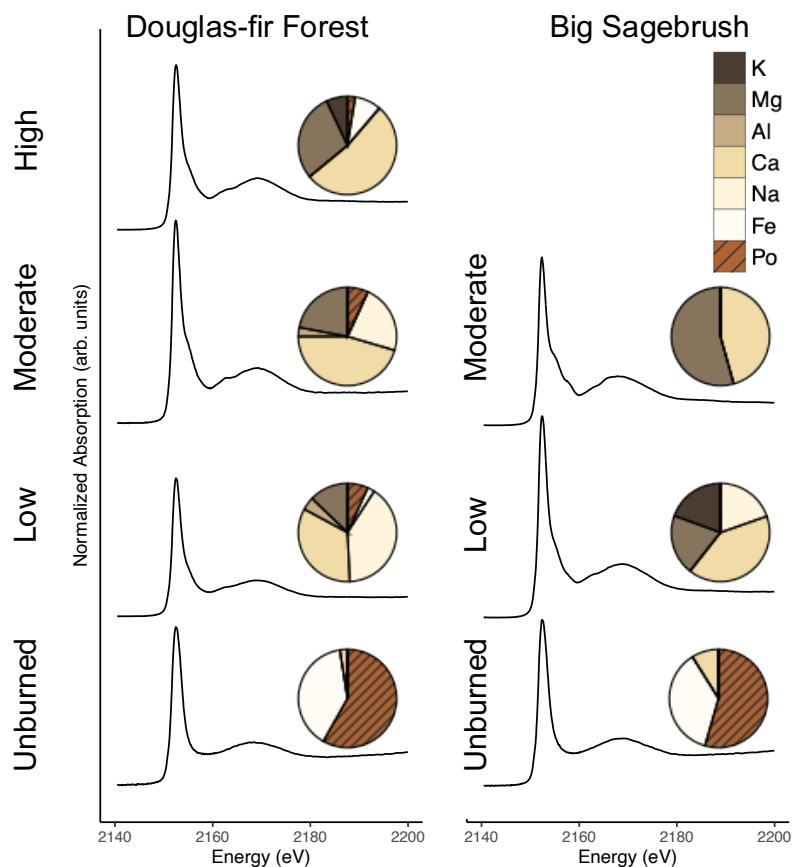 Douglas-fir Forest
Big Sagebrush
K
Mg
Al
Ca
Na
Fe
Po
High
Moderate
Low
Unburned
Moderate
Low
Unburned
Normalized Absorption (arb. units)
2140 2160 2180 2200
2140 2160 2180 2200
Energy (eV)
Energy (eV)